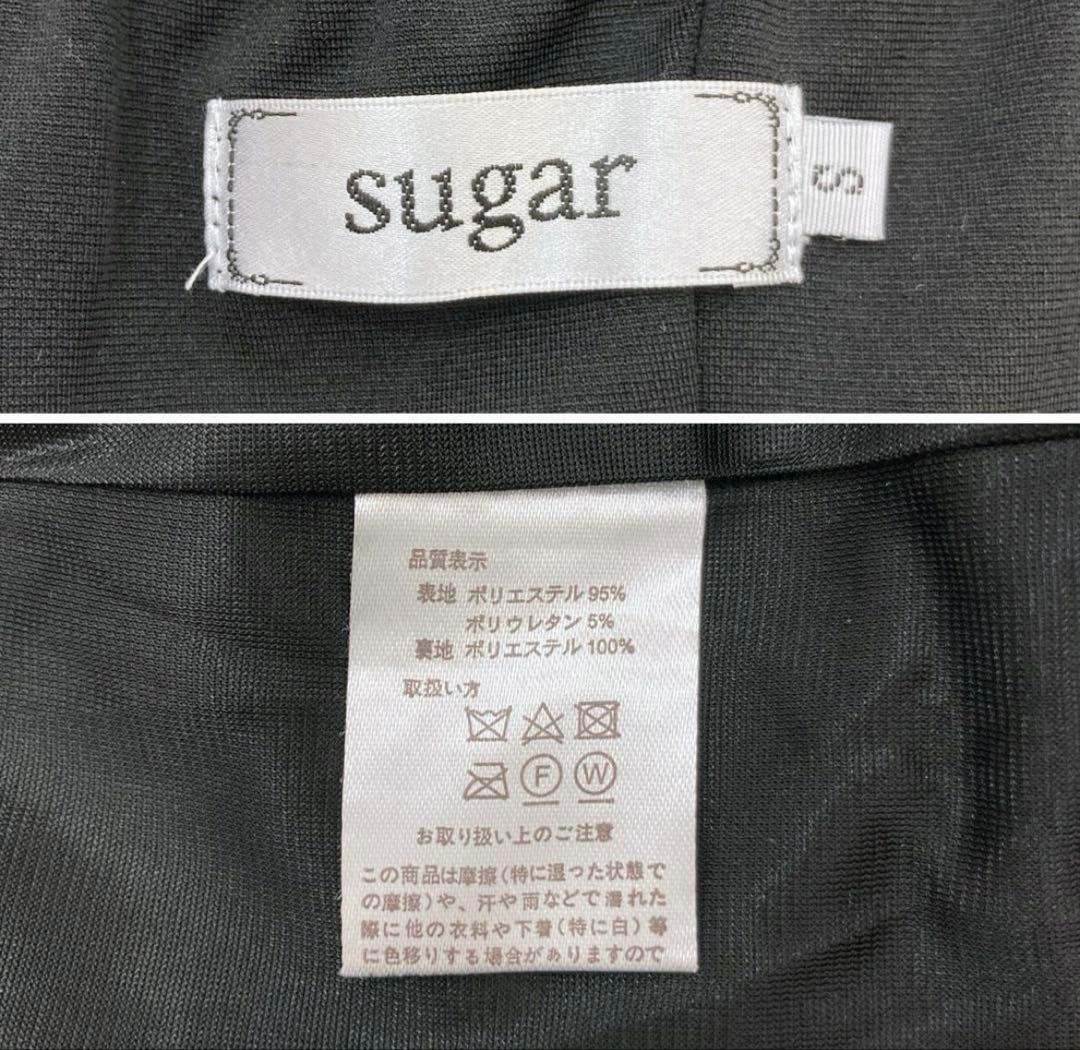 sugar
S
品質表示
表地 ポリエステル 95%
ポリウレタン 5%
裏地 ポリエステル 100%
取扱い方
F W
お取り扱い上のご注意
この商品は摩擦(特に湿った状態で
の摩擦)や、汗や雨などで濡れた
際に他の衣料や下着(特に白)等
に色移りする場合がありますので